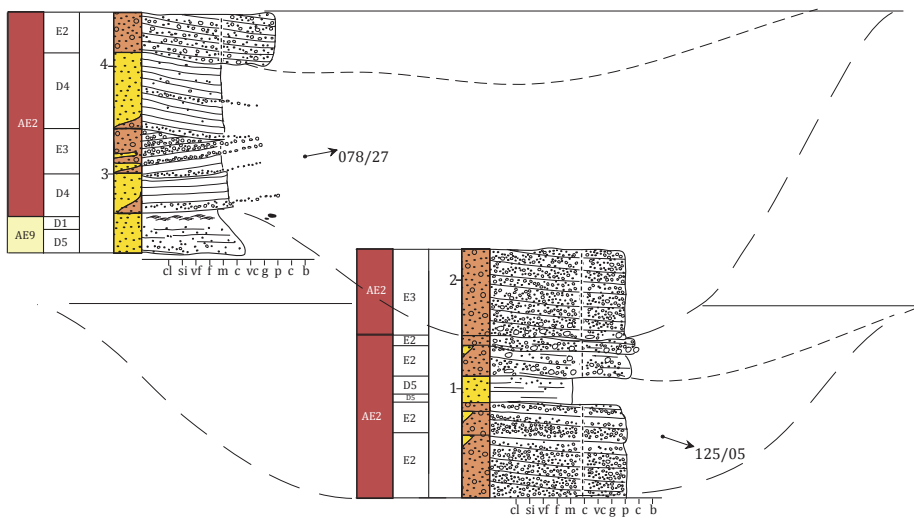 E2
4
D4
AE2
E3
078/27
3
D4
D1
AE9
D5
cl si vf f m c vc g p c b
2
AE2
E3
E2
E2
D5
1
D5
AE2
E2
125/05
E2
cl si vf f m c vc g p c b